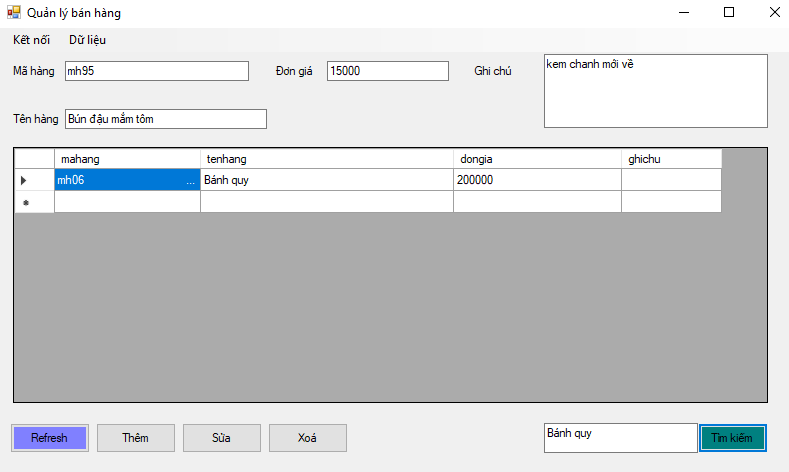 Quản lý bán hàng
Kết nối Dữ liệu
Mã hàng mh95 Đơn giá 15000 Ghi chú kem chanh mới về
Tên hàng Bún đậu mắm tôm
mahang tenhang dongia ghichu
mh06 ... Bánh quy 200000
Refresh Thêm Sửa Xoá Bánh quy Tìm kiếm